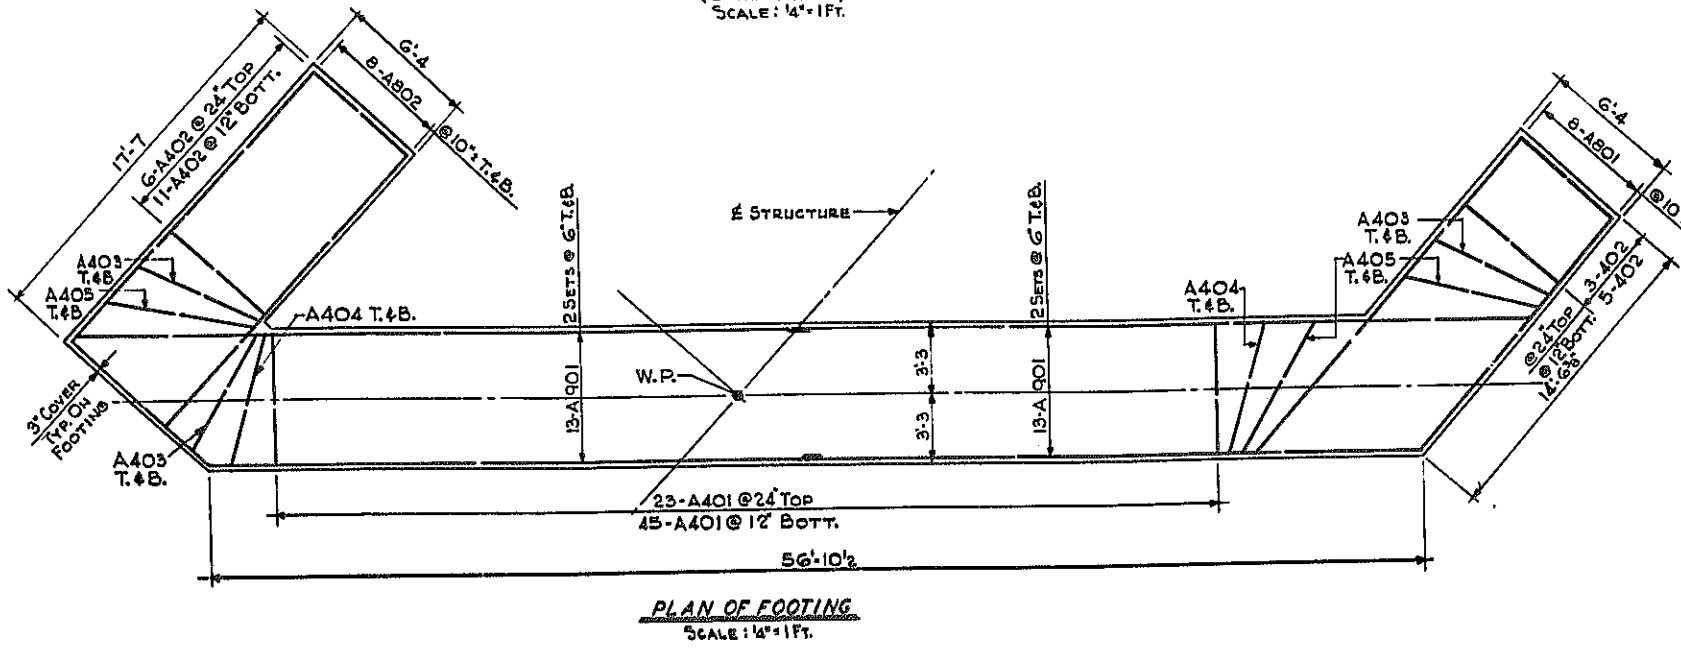 SCALE: 1/4"=1FT.
17'-7
6-A402 @ 24" TOP
11-A402 @ 12" BOTT.
6'-4
8-A802
@10"± T.&B.
A403
T.&B.
A405
T.&B.
A404 T.&B.
3" COVER
TYP. ON
FOOTING
A403
T.&B.
2 SETS @ 6" T.&B.
13-A901
℄ STRUCTURE
W.P.
3'-3
3'-3
2 SETS @ 6" T.&B.
13-A901
A404
T.&B.
A403
T.&B.
A405
T.&B.
6'-4
8-A801
@10
3-402
5-402
@ 24" TOP
@ 12" BOTT.
14'-6⅜"
23-A401 @ 24" TOP
45-A401 @ 12" BOTT.
56'-10½
PLAN OF FOOTING
SCALE: 1/4"=1FT.